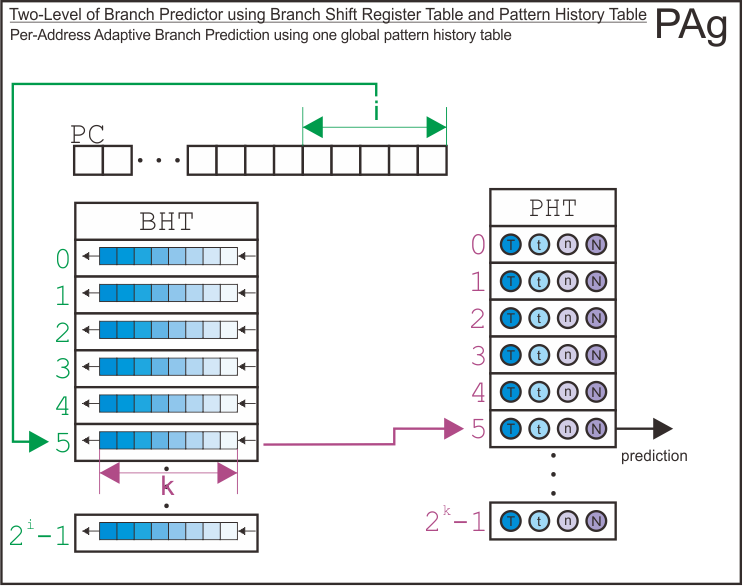 Two-Level of Branch Predictor using Branch Shift Register Table and Pattern History Table
PAg
Per-Address Adaptive Branch Prediction using one global pattern history table
i
PC
BHT
0
1
2
3
4
5
k
2^i-1
PHT
0 T t n N
1 T t n N
2 T t n N
3 T t n N
4 T t n N
5 T t n N
prediction
2^k-1 T t n N